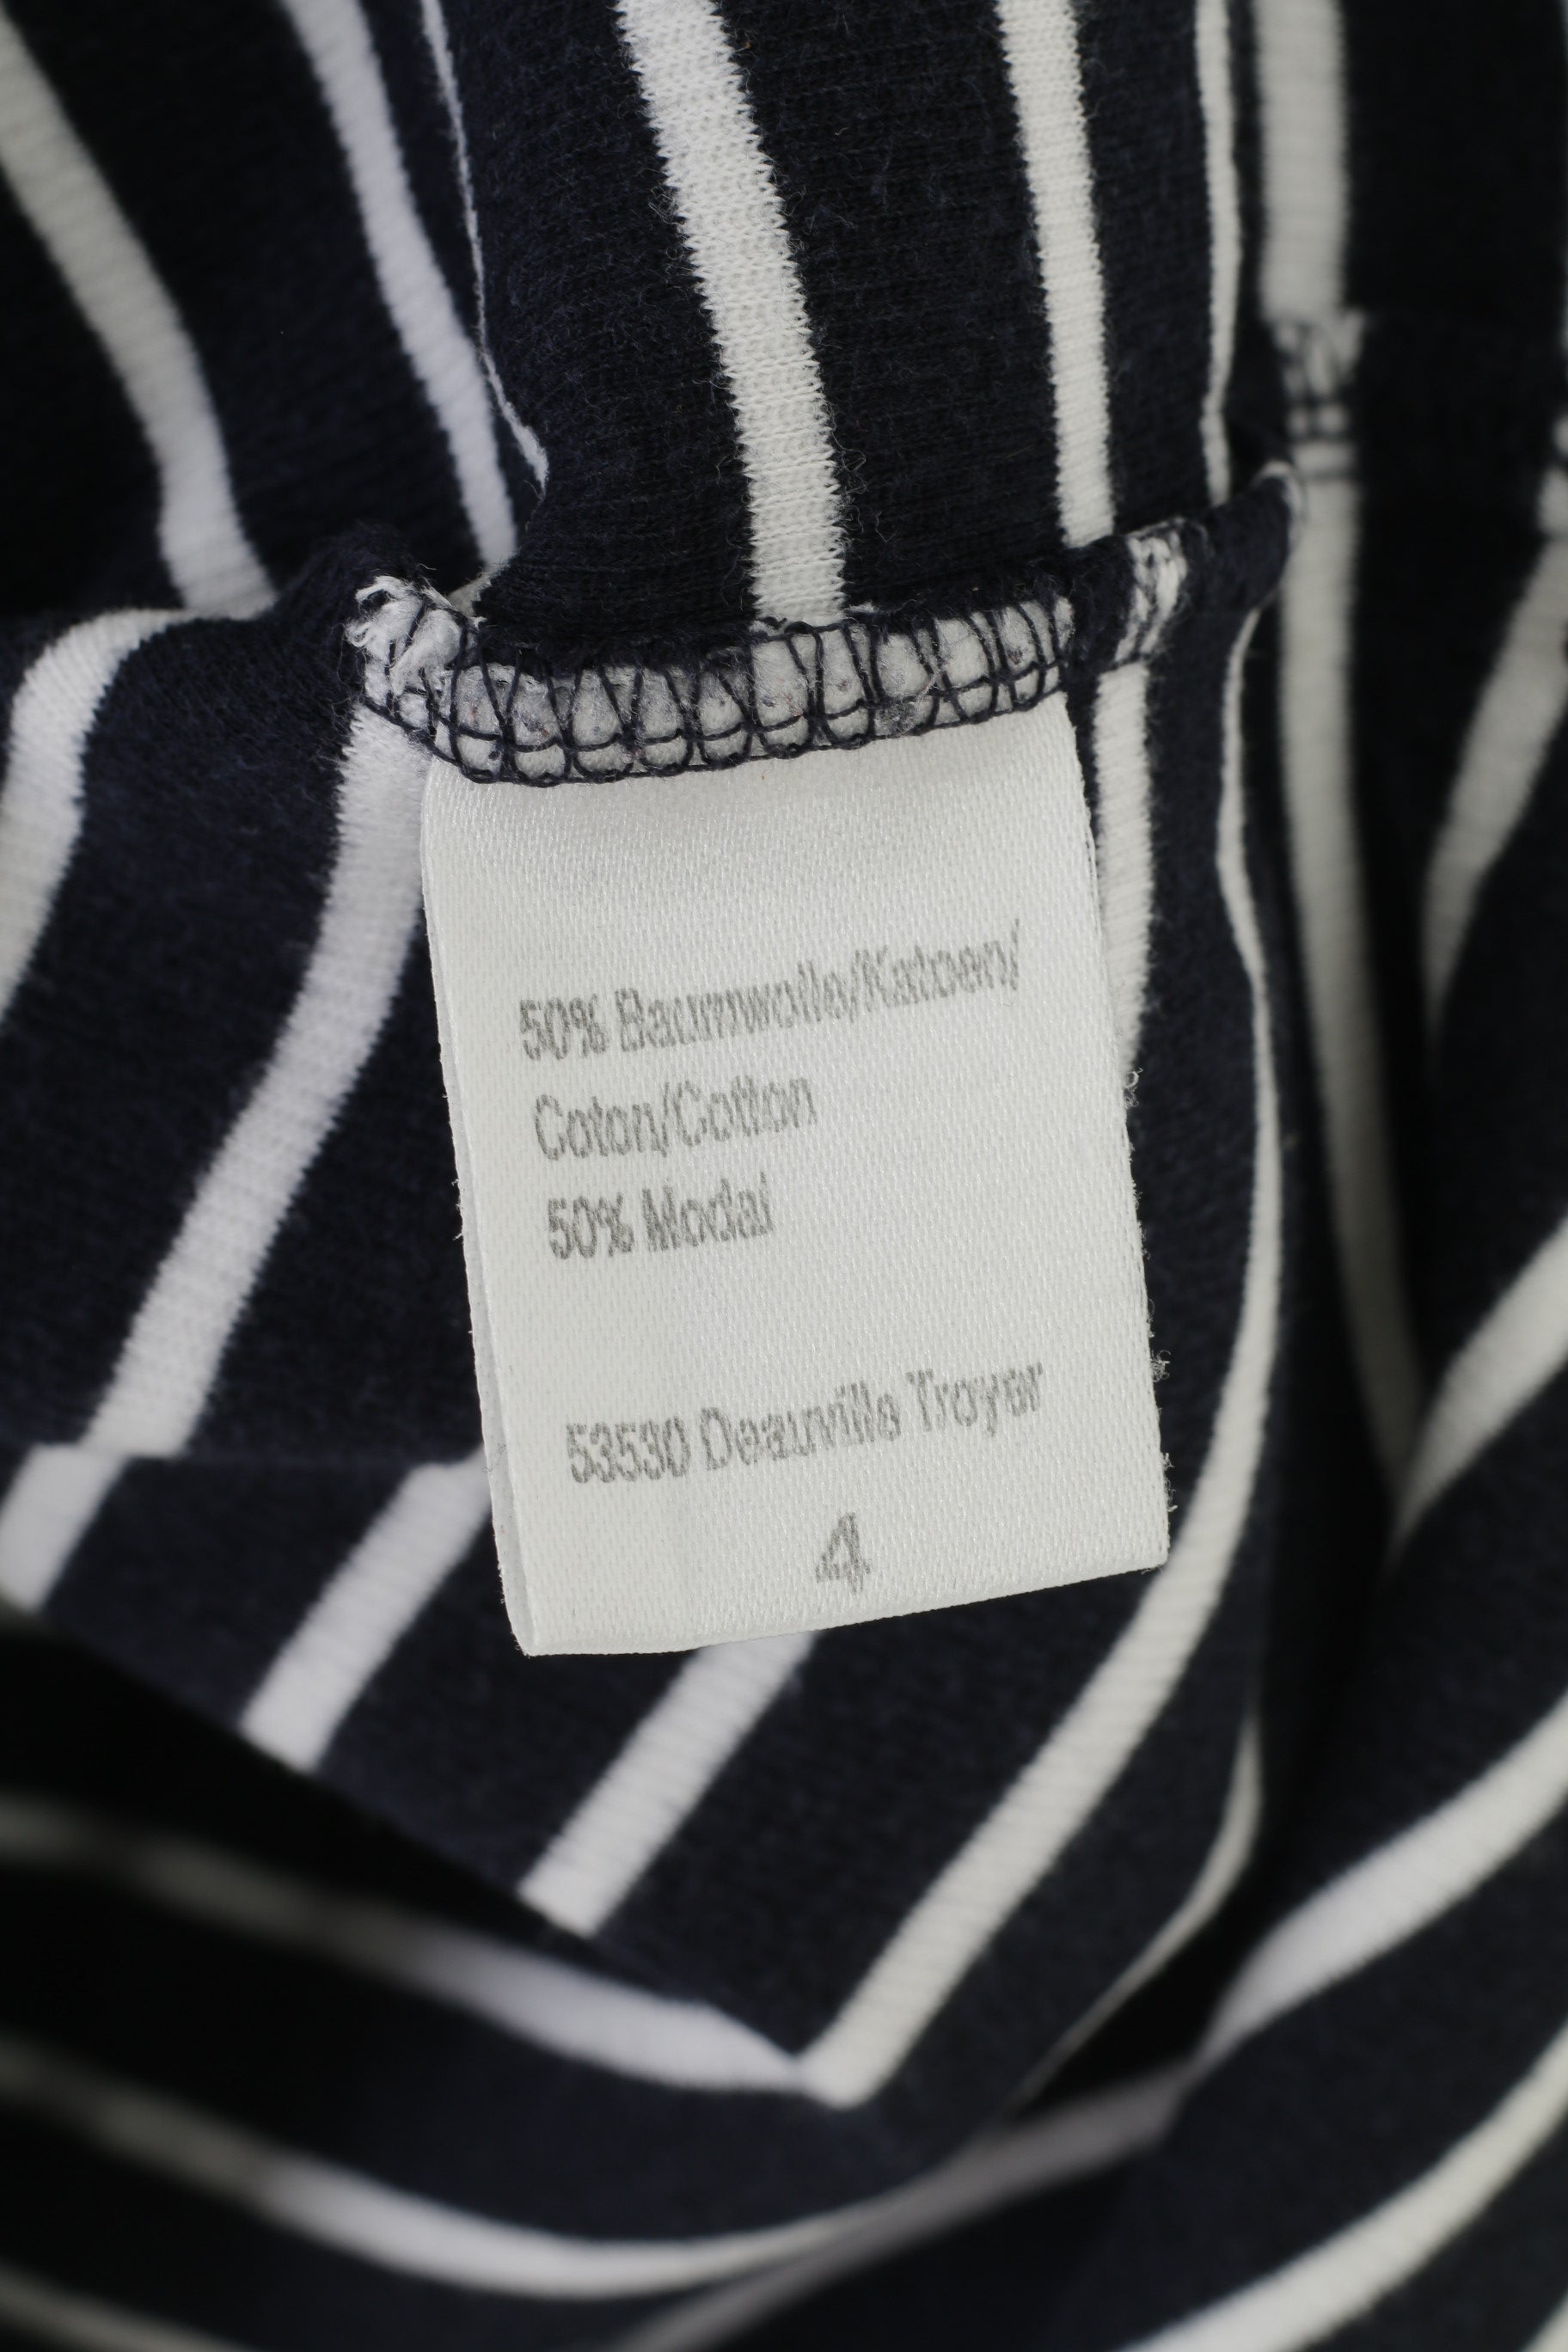 50% Baumwolle/Katoen/
Coton/Cotton
50% Modal
53530 Deauville Troyer
4